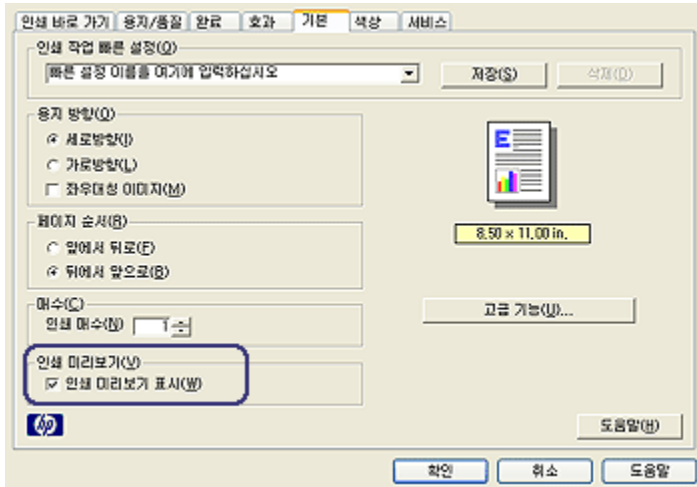 인쇄 바로 가기 용지/품질 완료 효과 기본 색상 서비스
인쇄 작업 빠른 설정(Q)
빠른 설정 이름을 여기에 입력하십시오
저장(S) 삭제(D)
용지 방향(O)
세로방향(I)
가로방향(L)
좌우대칭 이미지(M)
E
8.50 × 11.00 in.
페이지 순서(R)
앞에서 뒤로(F)
뒤에서 앞으로(B)
매수(C)
인쇄 매수(N) 1
고급 기능(U)...
인쇄 미리보기(V)
인쇄 미리보기 표시(W)
hp
도움말(H)
확인 취소 도움말